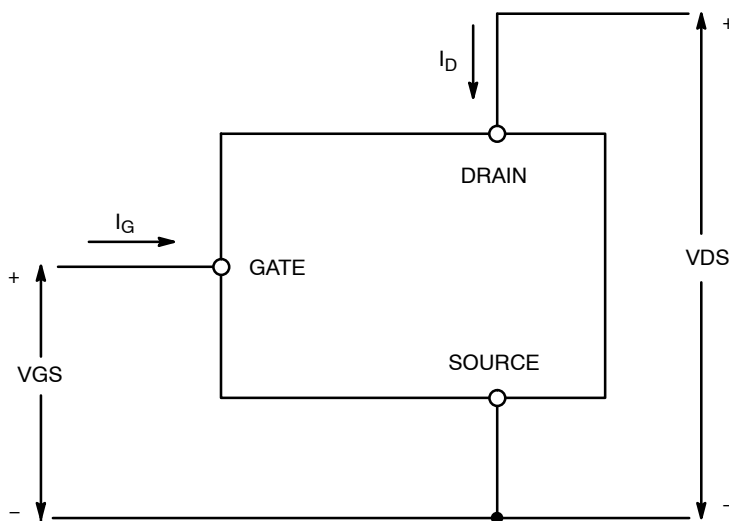 +
I_D
DRAIN
I_G
+
GATE
VDS
SOURCE
VGS
−
−